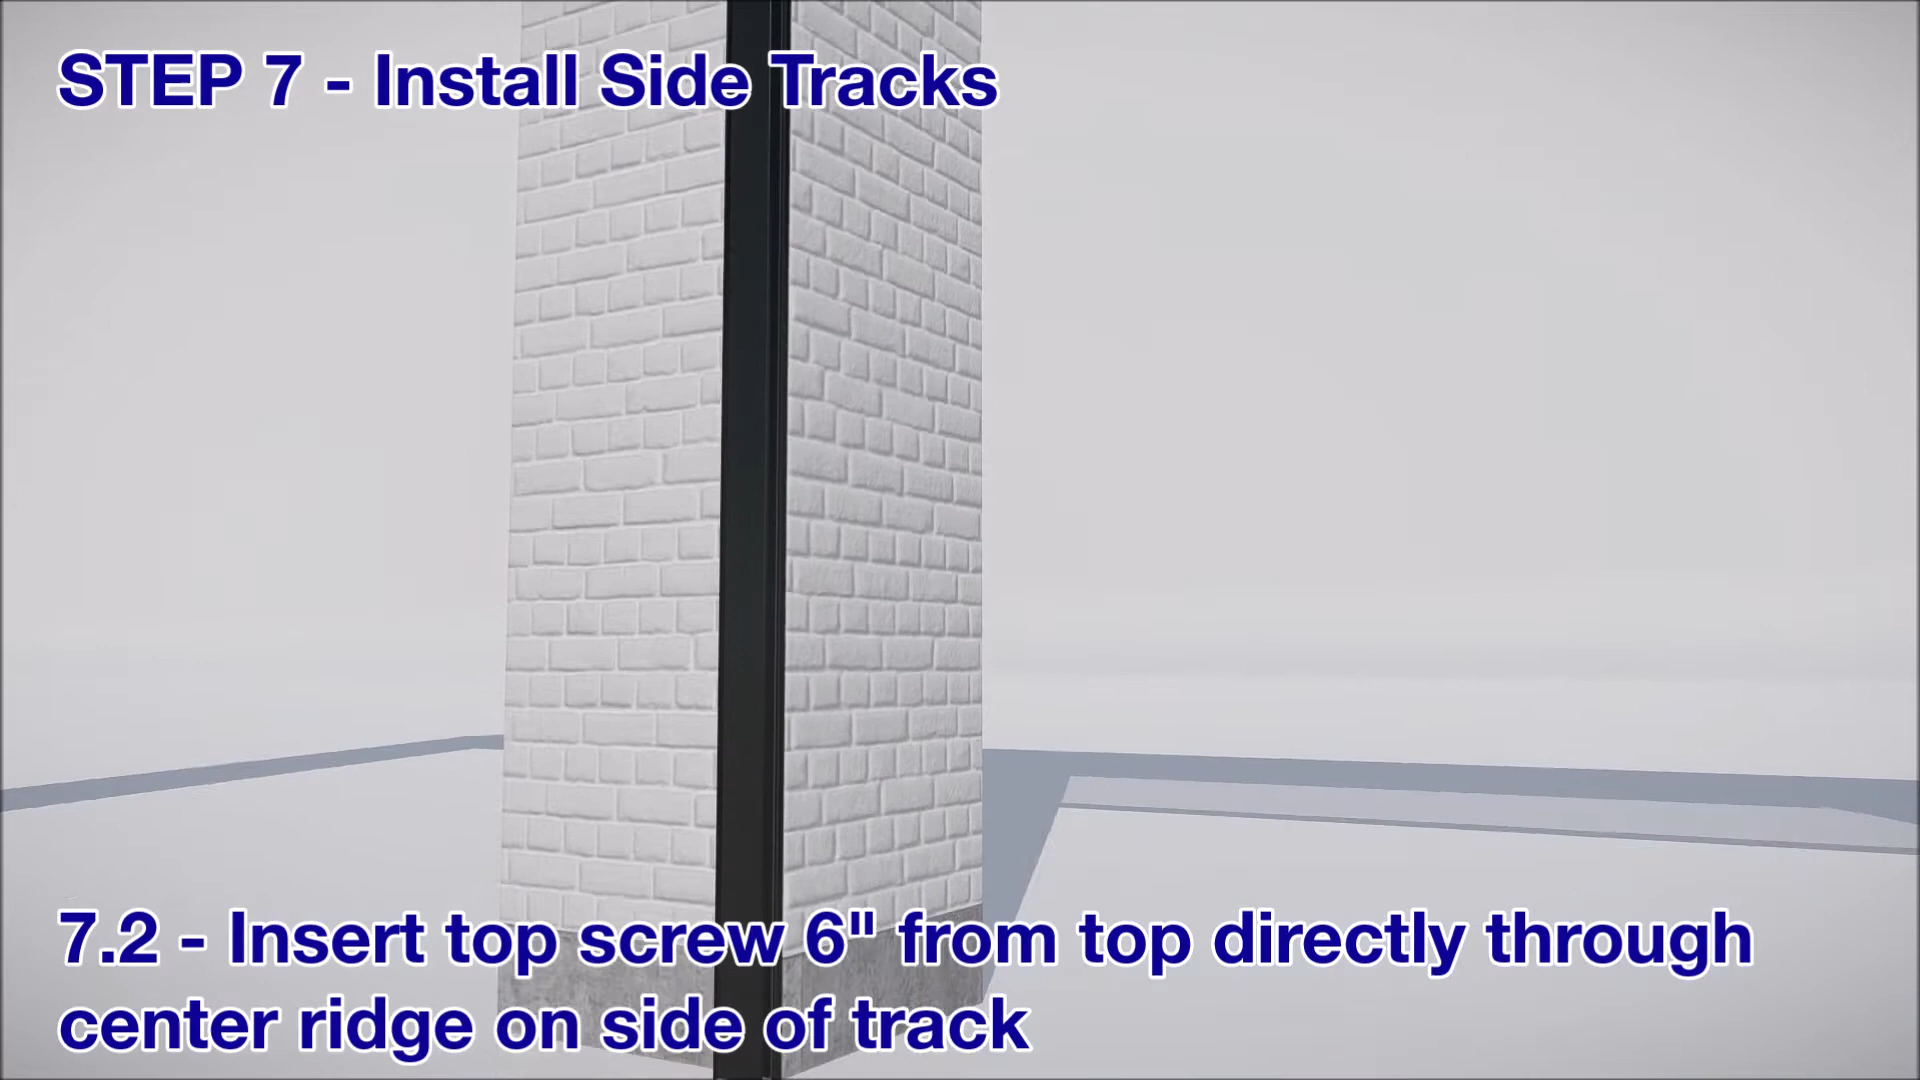 STEP 7 - Install Side Tracks
7.2 - Insert top screw 6" from top directly through
center ridge on side of track